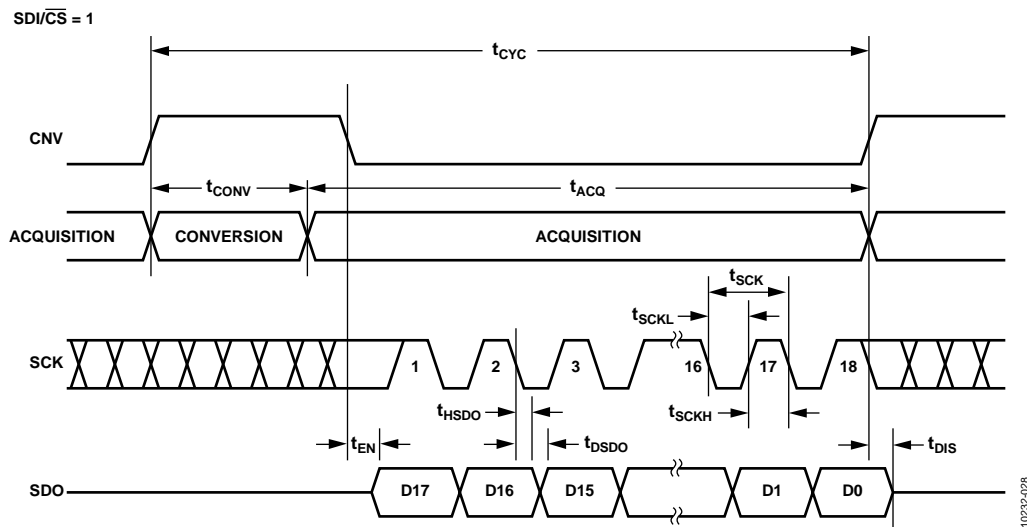 SDI/CS = 1
tCYC
CNV
tCONV
tACQ
ACQUISITION
CONVERSION
ACQUISITION
tSCK
tSCKL
SCK
1
2
3
16
17
18
tHSDO
tSCKH
tEN
tDSDO
tDIS
SDO
D17
D16
D15
D1
D0
10232-028